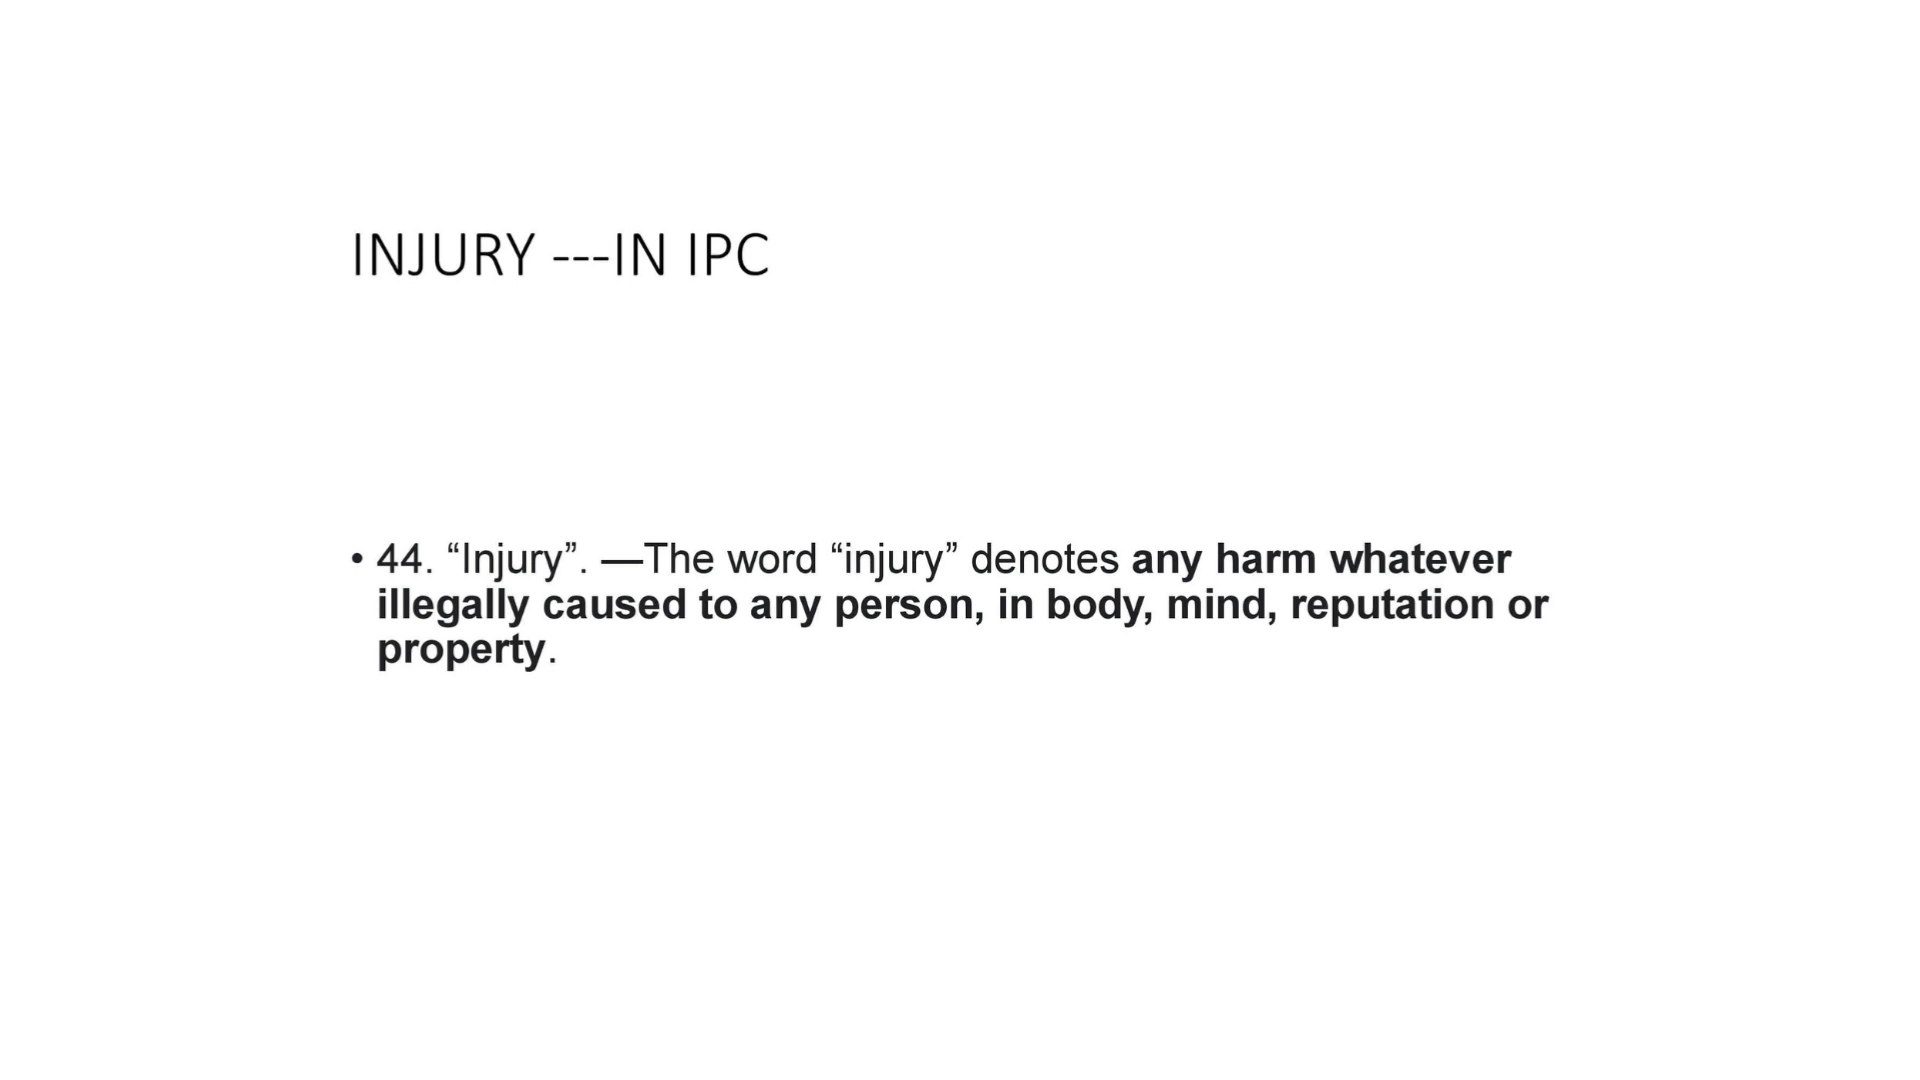 INJURY ---IN IPC
• 44. “Injury”. —The word “injury” denotes any harm whatever
illegally caused to any person, in body, mind, reputation or
property.